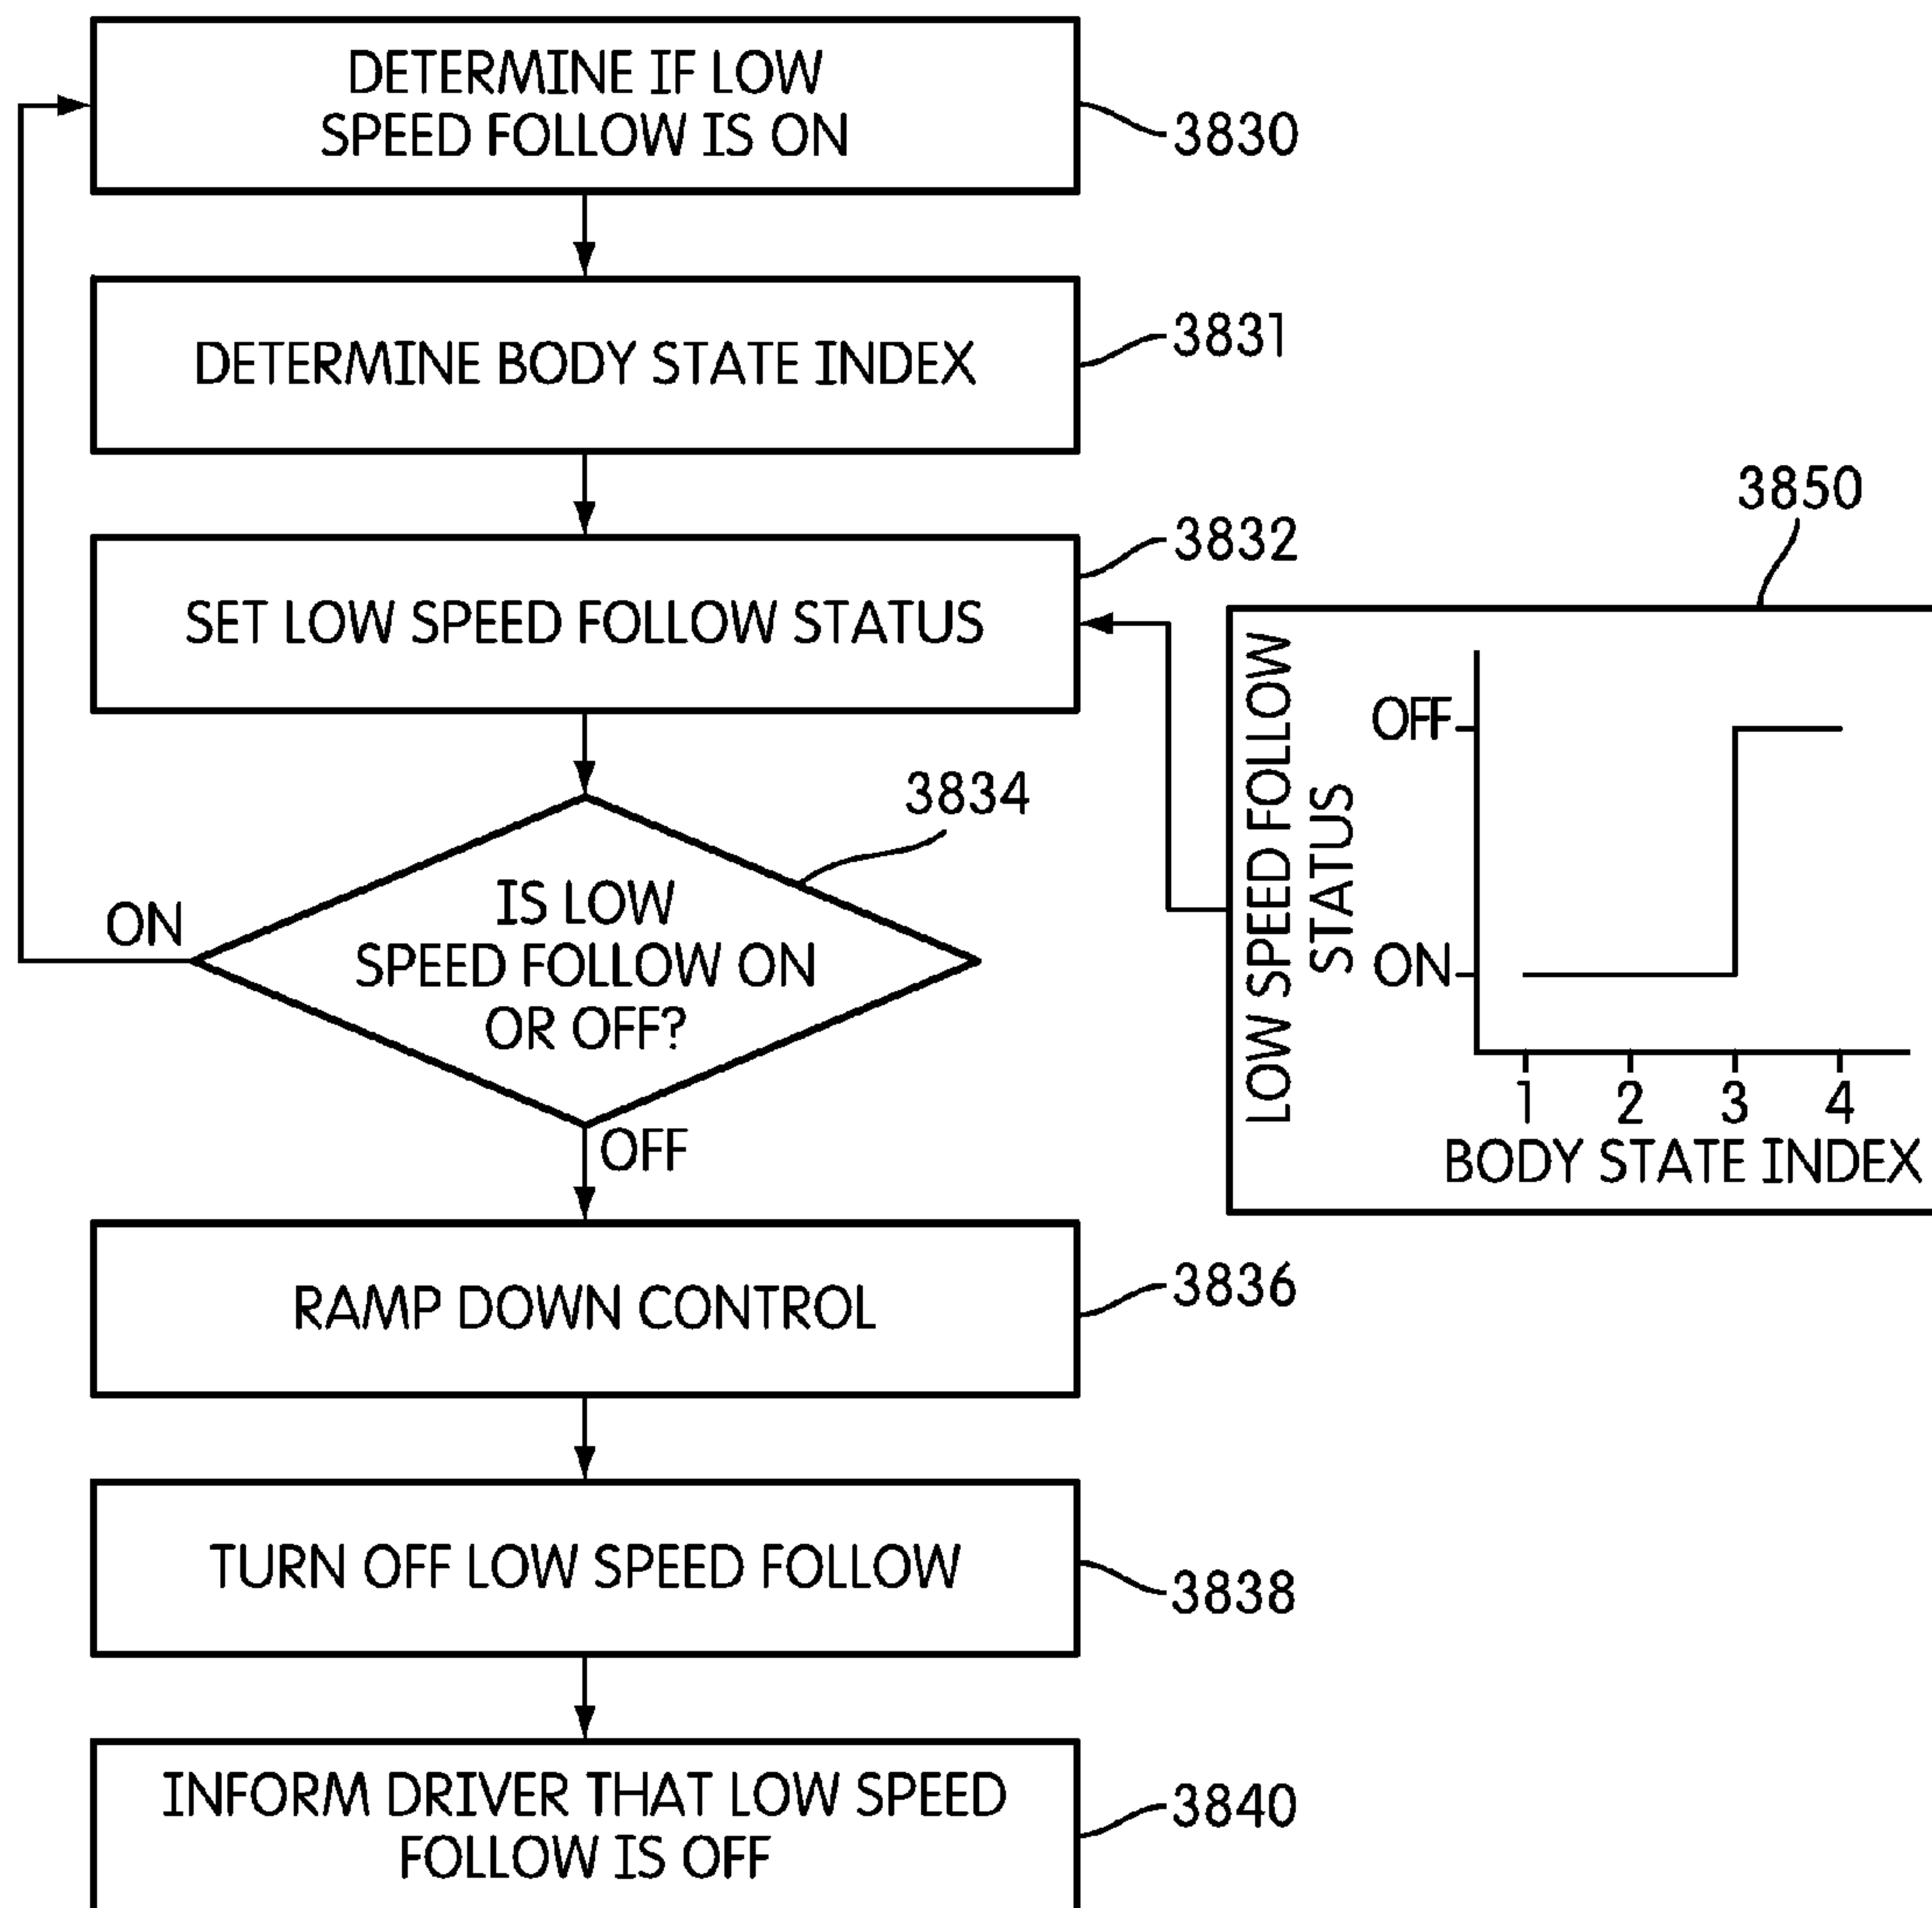 DETERMINE IF LOW
SPEED FOLLOW IS ON
3830
DETERMINE BODY STATE INDEX
3831
SET LOW SPEED FOLLOW STATUS
3832
3850
LOW SPEED FOLLOW
STATUS
OFF
ON
1 2 3 4
BODY STATE INDEX
3834
IS LOW
SPEED FOLLOW ON
OR OFF?
ON
OFF
RAMP DOWN CONTROL
3836
TURN OFF LOW SPEED FOLLOW
3838
INFORM DRIVER THAT LOW SPEED
FOLLOW IS OFF
3840